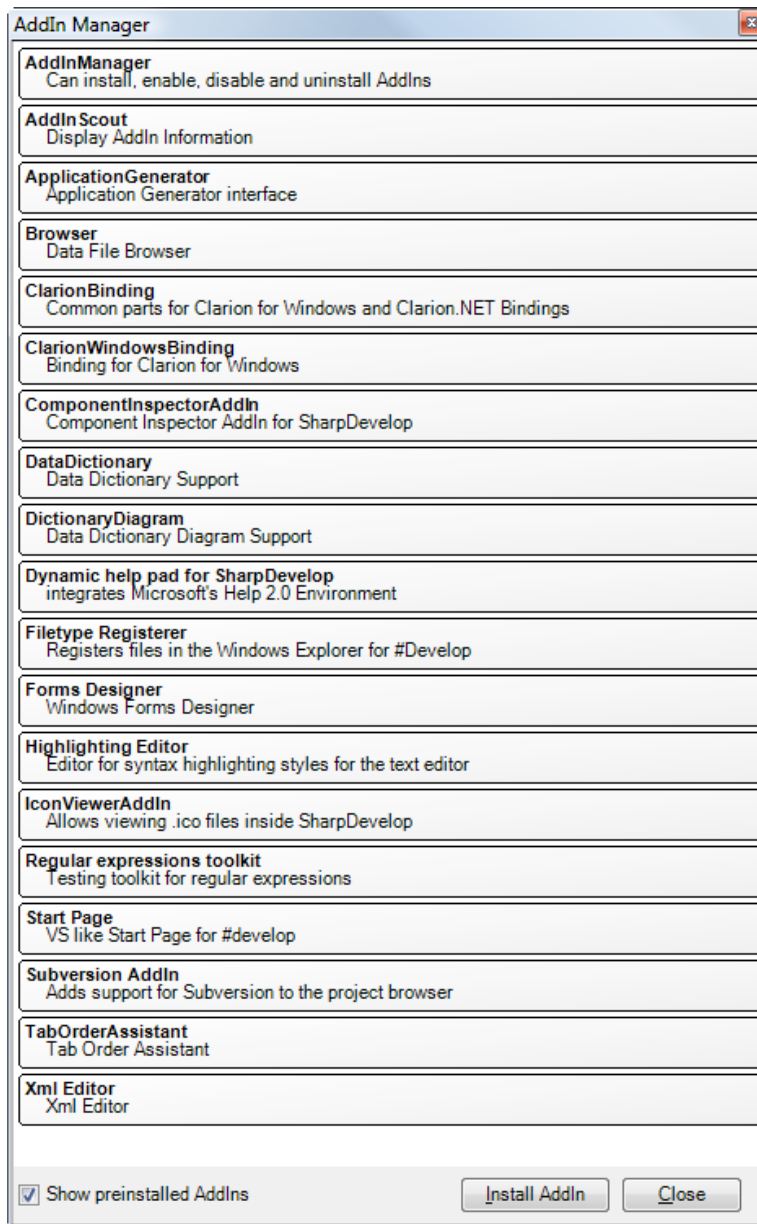 AddIn Manager
AddInManager
Can install, enable, disable and uninstall AddIns
AddInScout
Display AddIn Information
ApplicationGenerator
Application Generator interface
Browser
Data File Browser
ClarionBinding
Common parts for Clarion for Windows and Clarion.NET Bindings
ClarionWindowsBinding
Binding for Clarion for Windows
ComponentInspectorAddIn
Component Inspector AddIn for SharpDevelop
DataDictionary
Data Dictionary Support
DictionaryDiagram
Data Dictionary Diagram Support
Dynamic help pad for SharpDevelop
integrates Microsoft's Help 2.0 Environment
Filetype Registerer
Registers files in the Windows Explorer for #Develop
Forms Designer
Windows Forms Designer
Highlighting Editor
Editor for syntax highlighting styles for the text editor
IconViewerAddIn
Allows viewing .ico files inside SharpDevelop
Regular expressions toolkit
Testing toolkit for regular expressions
Start Page
VS like Start Page for #develop
Subversion AddIn
Adds support for Subversion to the project browser
TabOrderAssistant
Tab Order Assistant
Xml Editor
Xml Editor
Show preinstalled AddIns
Install AddIn
Close